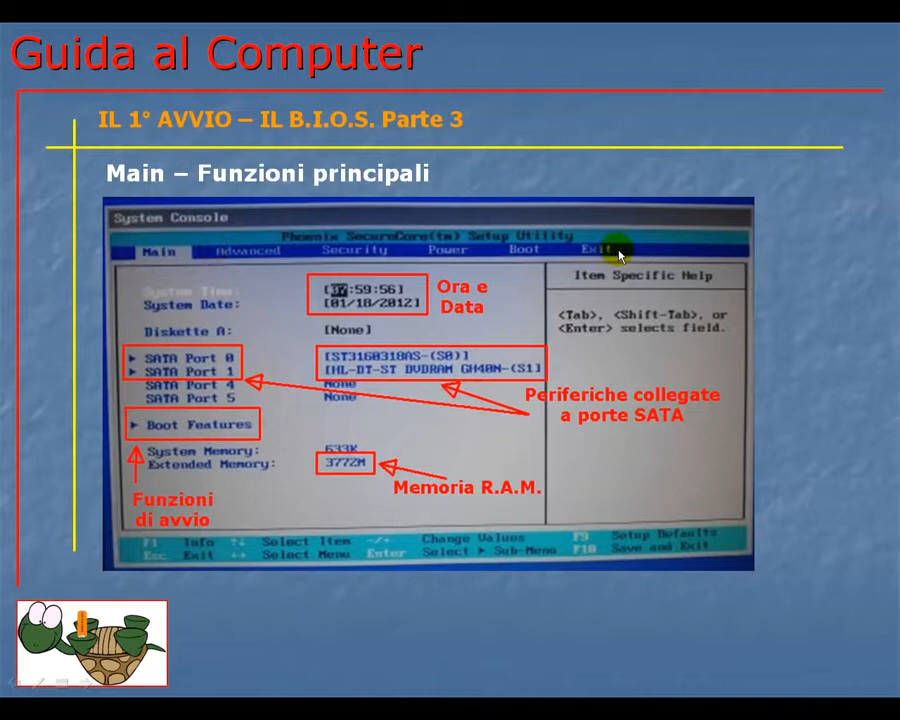 Guida al Computer
IL 1° AVVIO – IL B.I.O.S. Parte 3
Main – Funzioni principali
System Console
Phoenix SecureCore(tm) Setup Utility
Main Advanced Security Power Boot Exit
System Time: [07:59:56]
System Date: [01/18/2012]
Ora e
Data
Diskette A: [None]
SATA Port 0 [ST3160318AS-(S0)]
SATA Port 1 [HL-DT-ST DVDRAM GH40N-(S1]
SATA Port 4 None
SATA Port 5 None
Periferiche collegate
a porte SATA
Boot Features
System Memory: 633K
Extended Memory: 3772M
Memoria R.A.M.
Funzioni
di avvio
Item Specific Help
<Tab>, <Shift-Tab>, or
<Enter> selects field.
F1 Info ↑↓ Select Item -/+ Change Values F9 Setup Defaults
Esc Exit ↔ Select Menu Enter Select ▶ Sub-Menu F10 Save and Exit